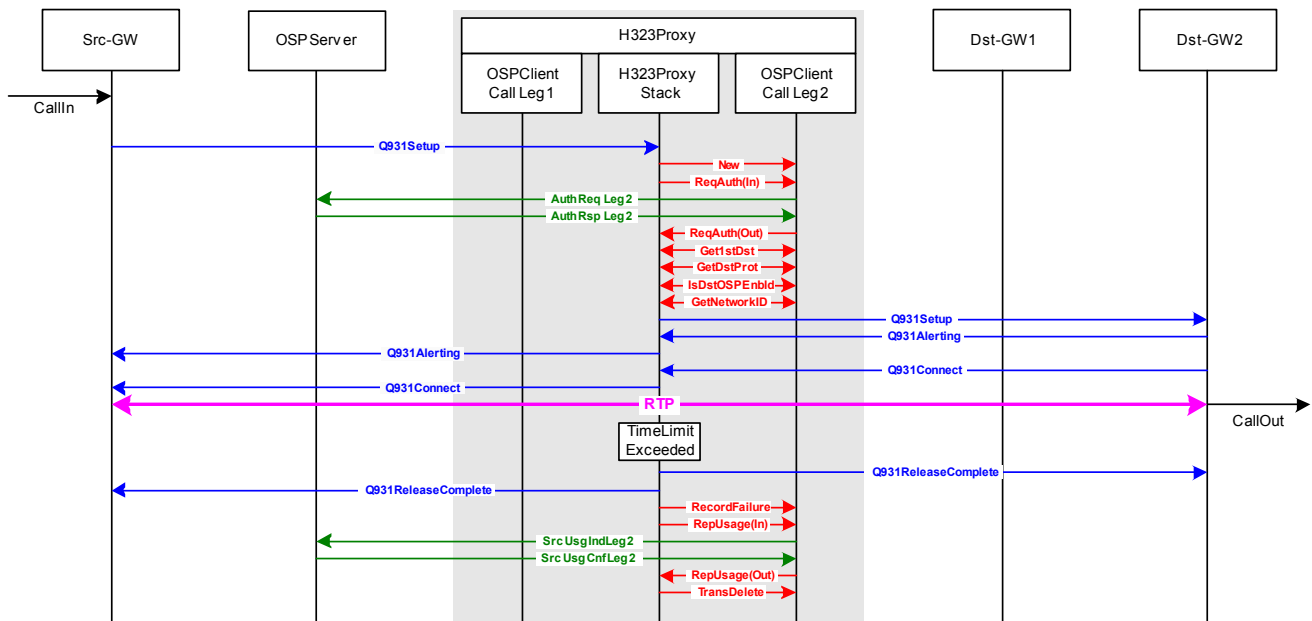 Src-GW
OSPServer
H323Proxy
Dst-GW1
Dst-GW2
OSPClient
Call Leg1
H323Proxy
Stack
OSPClient
Call Leg2
CallIn
Q931Setup
New
ReqAuth(In)
AuthReq Leg2
AuthRsp Leg2
ReqAuth(Out)
Get1stDst
GetDstProt
IsDstOSPEnbld
GetNetworkID
Q931Setup
Q931Alerting
Q931Alerting
Q931Connect
Q931Connect
RTP
CallOut
TimeLimit
Exceeded
Q931ReleaseComplete
Q931ReleaseComplete
RecordFailure
RepUsage(In)
SrcUsgIndLeg2
SrcUsgCnfLeg2
RepUsage(Out)
TransDelete